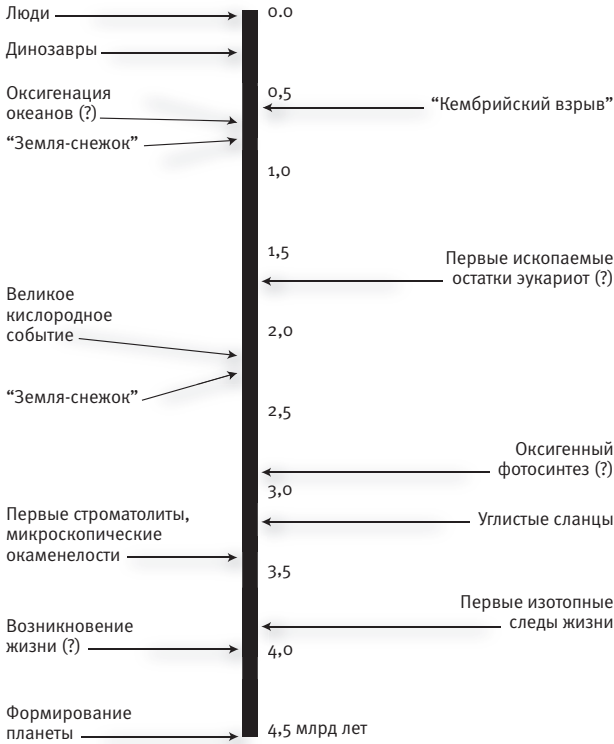 Люди
0.0
Динозавры
Оксигенация
океанов (?)
0,5
“Кембрийский взрыв”
“Земля-снежок”
1,0
1,5
Первые ископаемые
остатки эукариот (?)
Великое
кислородное
событие
2,0
“Земля-снежок”
2,5
Оксигенный
фотосинтез (?)
3,0
Первые строматолиты,
микроскопические
окаменелости
Углистые сланцы
3,5
Первые изотопные
следы жизни
Возникновение
жизни (?)
4,0
Формирование
планеты
4,5 млрд лет